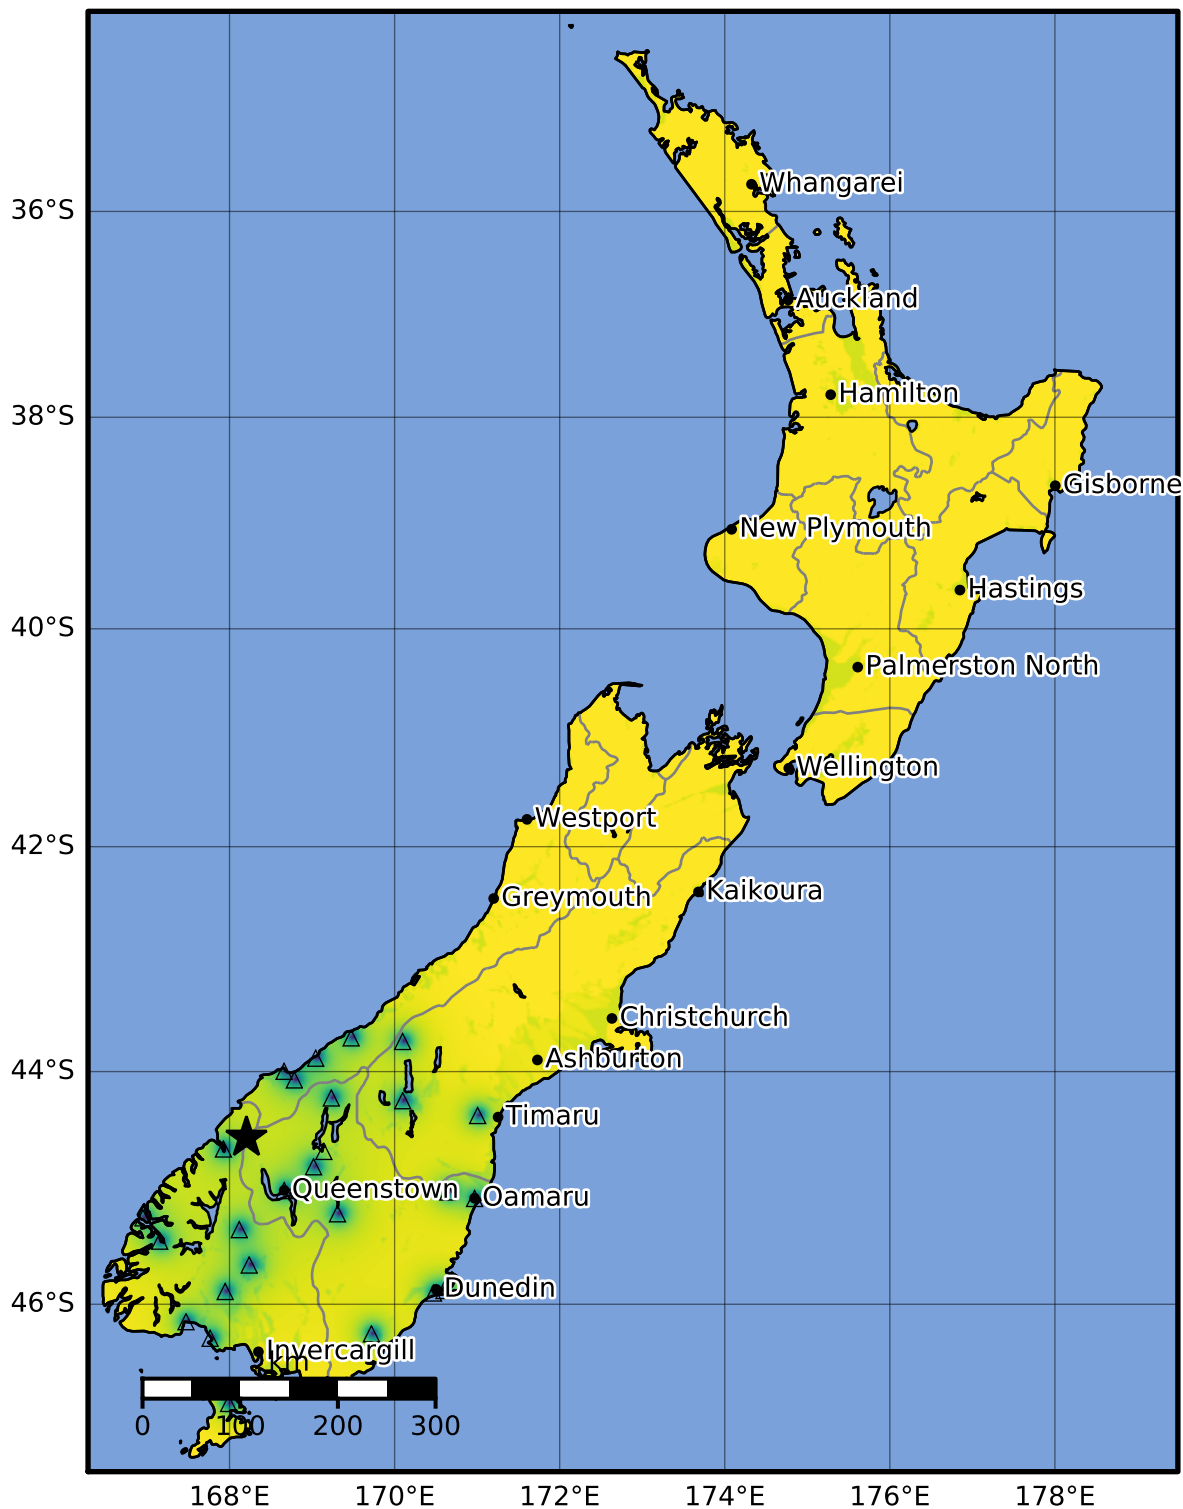 Whangarei
36°S
Auckland
Hamilton
38°S
Gisborne
New Plymouth
Hastings
40°S
Palmerston North
Wellington
Westport
42°S
Kaikoura
Greymouth
Christchurch
Ashburton
44°S
Timaru
Queenstown
Oamaru
Dunedin
46°S
Invercargill
km
0 100 200 300
168°E 170°E 172°E 174°E 176°E 178°E